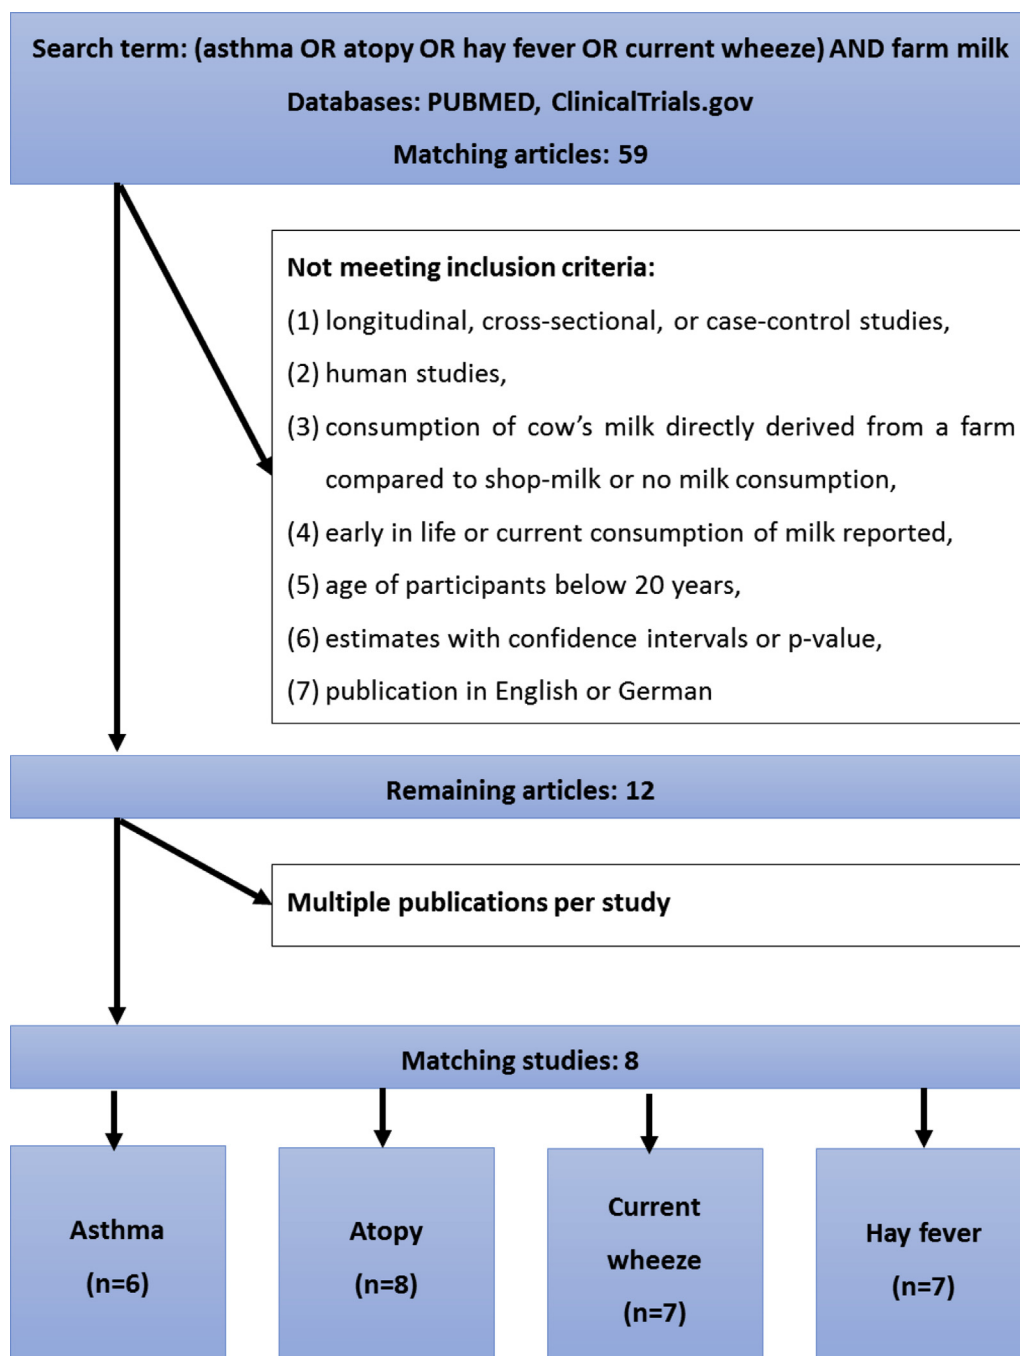 Search term: (asthma OR atopy OR hay fever OR current wheeze) AND farm milk
Databases: PUBMED, ClinicalTrials.gov
Matching articles: 59
Not meeting inclusion criteria:
(1) longitudinal, cross-sectional, or case-control studies,
(2) human studies,
(3) consumption of cow’s milk directly derived from a farm
compared to shop-milk or no milk consumption,
(4) early in life or current consumption of milk reported,
(5) age of participants below 20 years,
(6) estimates with confidence intervals or p-value,
(7) publication in English or German
Remaining articles: 12
Multiple publications per study
Matching studies: 8
Asthma
(n=6)
Atopy
(n=8)
Current
wheeze
(n=7)
Hay fever
(n=7)